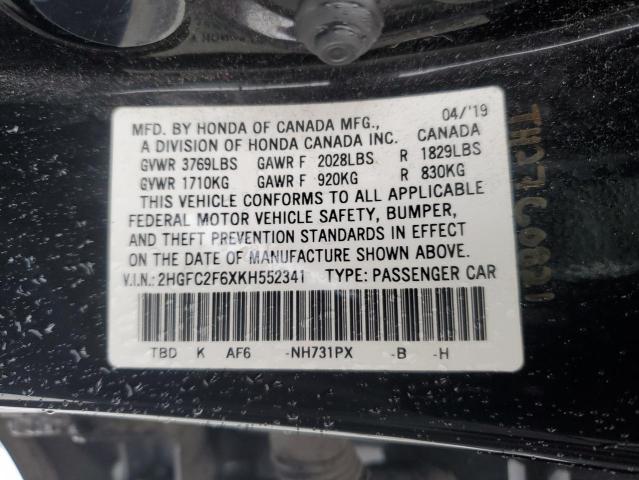 04/'19
MFD. BY HONDA OF CANADA MFG., CANADA
A DIVISION OF HONDA CANADA INC.
GVWR 3769LBS GAWR F 2028LBS R 1829LBS
GVWR 1710KG GAWR F 920KG R 830KG
THIS VEHICLE CONFORMS TO ALL APPLICABLE
FEDERAL MOTOR VEHICLE SAFETY, BUMPER,
AND THEFT PREVENTION STANDARDS IN EFFECT
ON THE DATE OF MANUFACTURE SHOWN ABOVE.
V.I.N.: 2HGFC2F6XKH552341 TYPE: PASSENGER CAR
TBD K AF6 -NH731PX -B -H